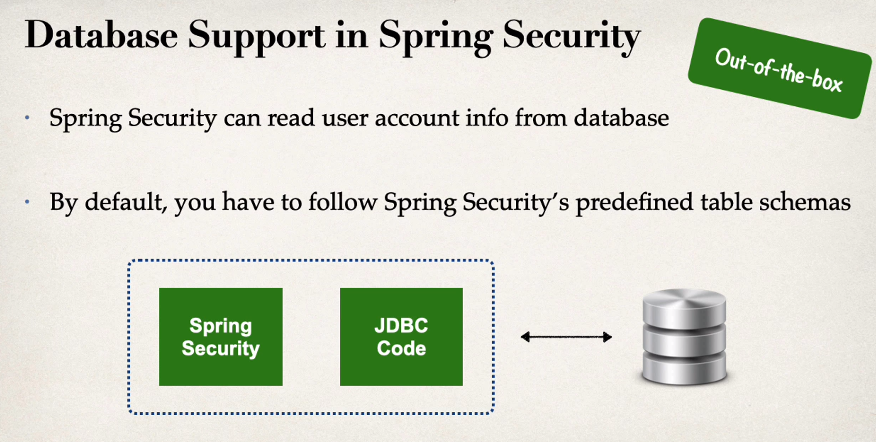 Database Support in Spring Security
Out-of-the-box
• Spring Security can read user account info from database
• By default, you have to follow Spring Security’s predefined table schemas
Spring
Security
JDBC
Code